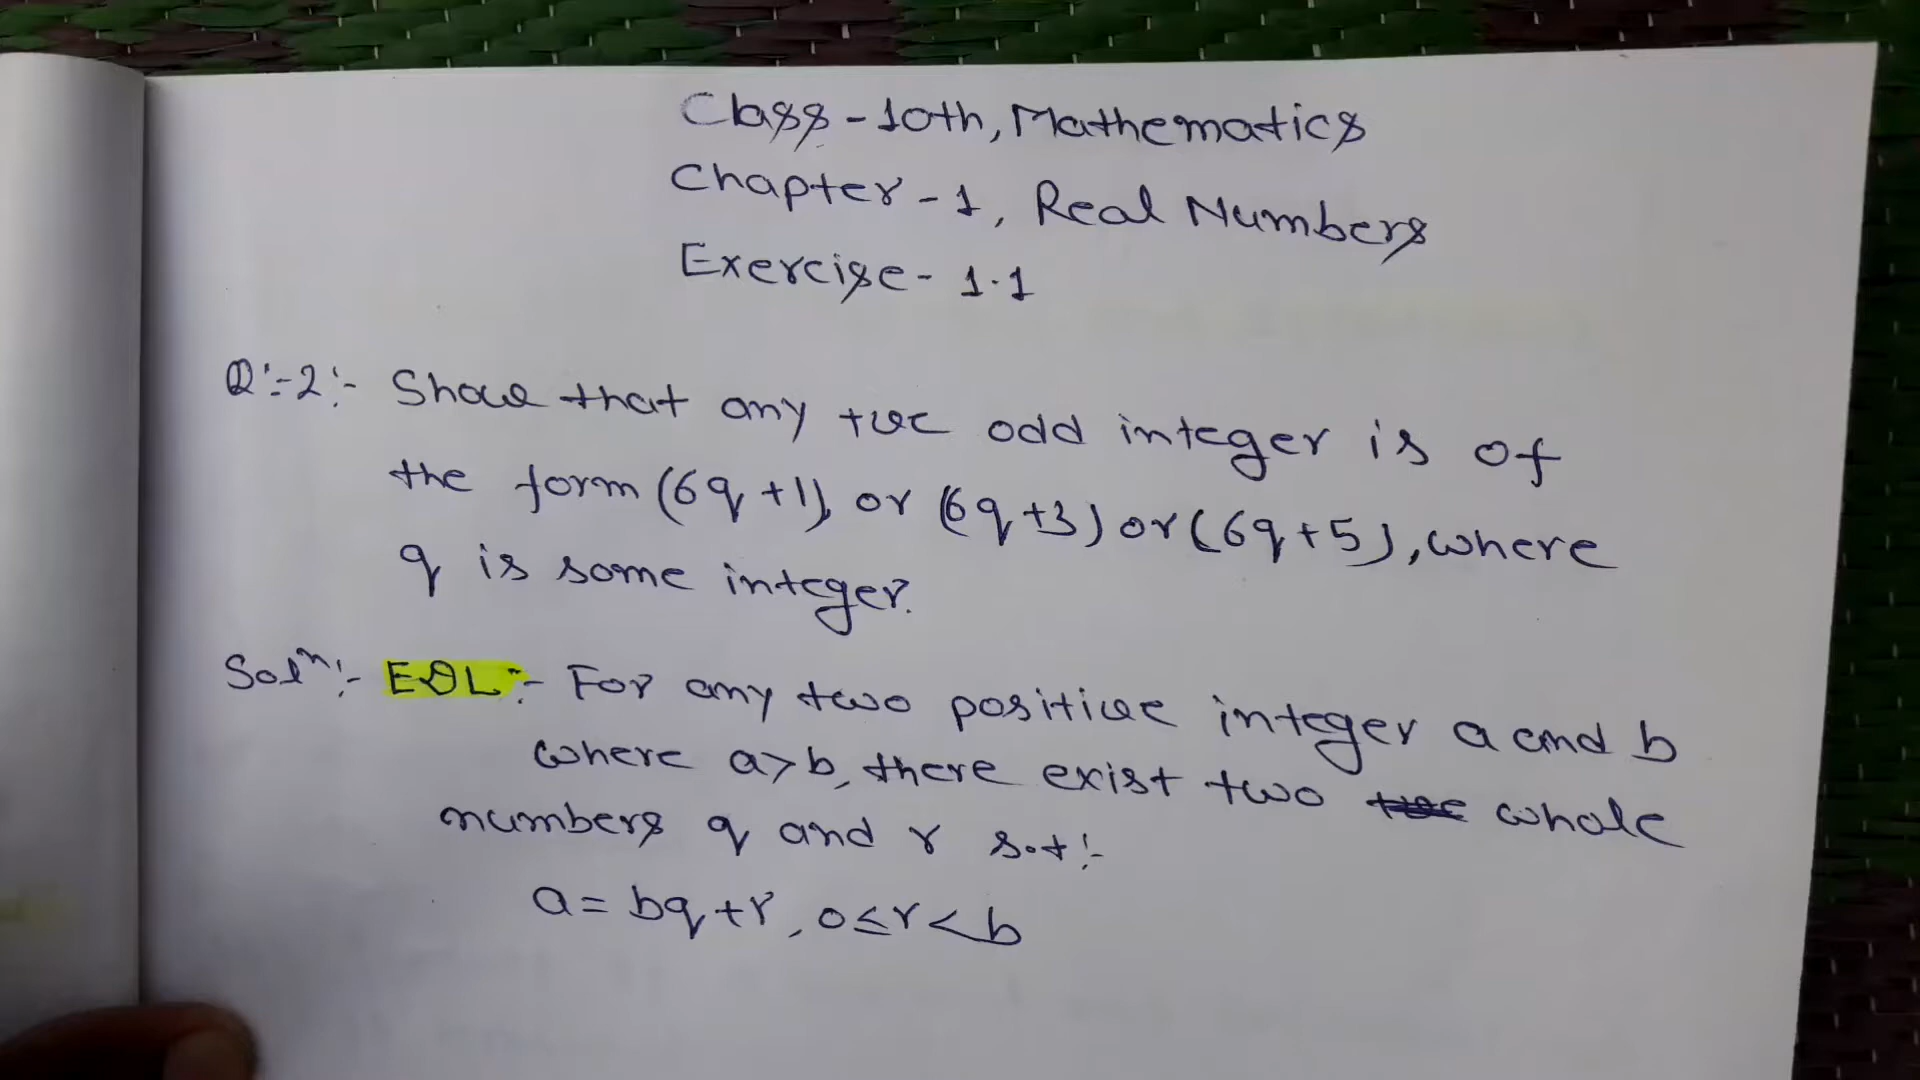 Class - 10th, Mathematics
Chapter - 1, Real Numbers
Exercise - 1.1
Q:-2:- Show that any +ve odd integer is of
the form (6q+1), or (6q+3) or (6q+5), where
q is some integer.
Solⁿ:- EDL:- For any two positive integer a and b
where a>b, there exist two whole
numbers q and r s.t:-
a = bq+r, 0≤r<b